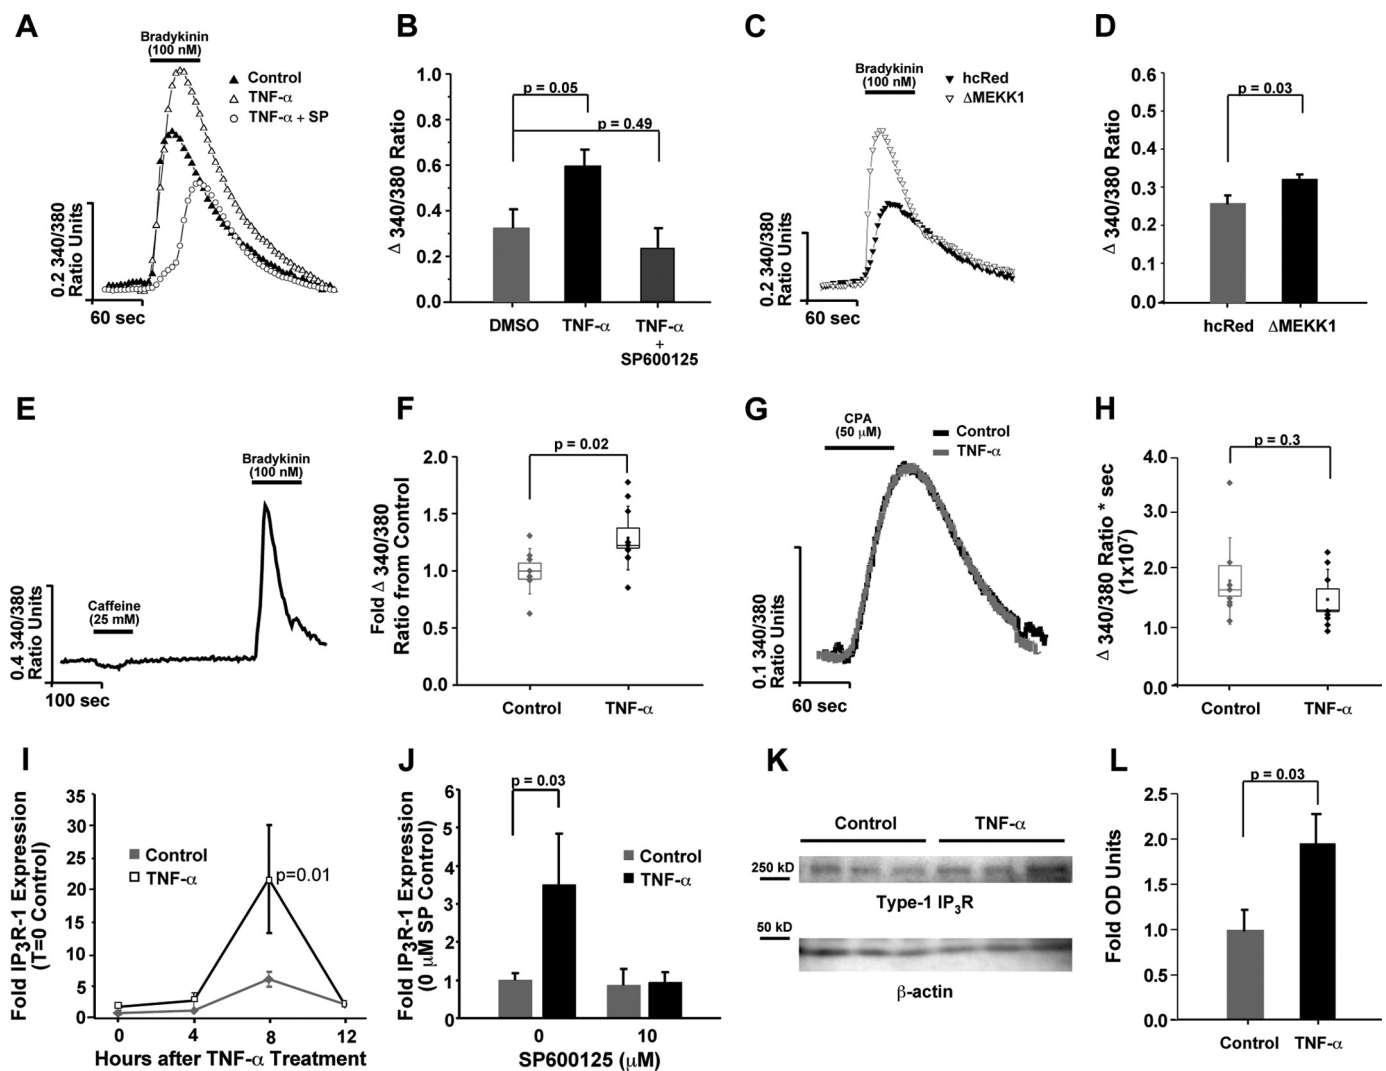 A
Bradykinin
(100 nM)
Control
TNF-α
TNF-α + SP
0.2 340/380
Ratio Units
60 sec
B
Δ 340/380 Ratio
1.0
0.8
0.6
0.4
0.2
0.0
p = 0.05
p = 0.49
DMSO
TNF-α
TNF-α
+
SP600125
C
Bradykinin
(100 nM)
hcRed
ΔMEKK1
0.2 340/380
Ratio Units
60 sec
D
Δ 340/380 Ratio
0.6
0.5
0.4
0.3
0.2
0.1
0.0
p = 0.03
hcRed
ΔMEKK1
E
Bradykinin
(100 nM)
Caffeine
(25 mM)
0.4 340/380
Ratio Units
100 sec
F
Fold Δ 340/380
Ratio from Control
2.0
1.5
1.0
0.5
0.0
p = 0.02
Control
TNF-α
G
CPA
(50 μM)
Control
TNF-α
0.1 340/380
Ratio Units
60 sec
H
Δ 340/380 Ratio * sec
(1x10⁷)
4.0
3.0
2.0
1.0
0.0
p = 0.3
Control
TNF-α
I
Fold IP₃R-1 Expression
(T=0 Control)
35
30
25
20
15
10
5
0
Control
TNF-α
p=0.01
0 4 8 12
Hours after TNF-α Treatment
J
Fold IP₃R-1 Expression
(0 μM SP Control)
6
5
4
3
2
1
0
p = 0.03
Control
TNF-α
0 10
SP600125 (μM)
K
Control
TNF-α
250 kD
Type-1 IP₃R
50 kD
β-actin
L
Fold OD Units
2.5
2.0
1.5
1.0
0.5
0.0
p = 0.03
Control
TNF-α